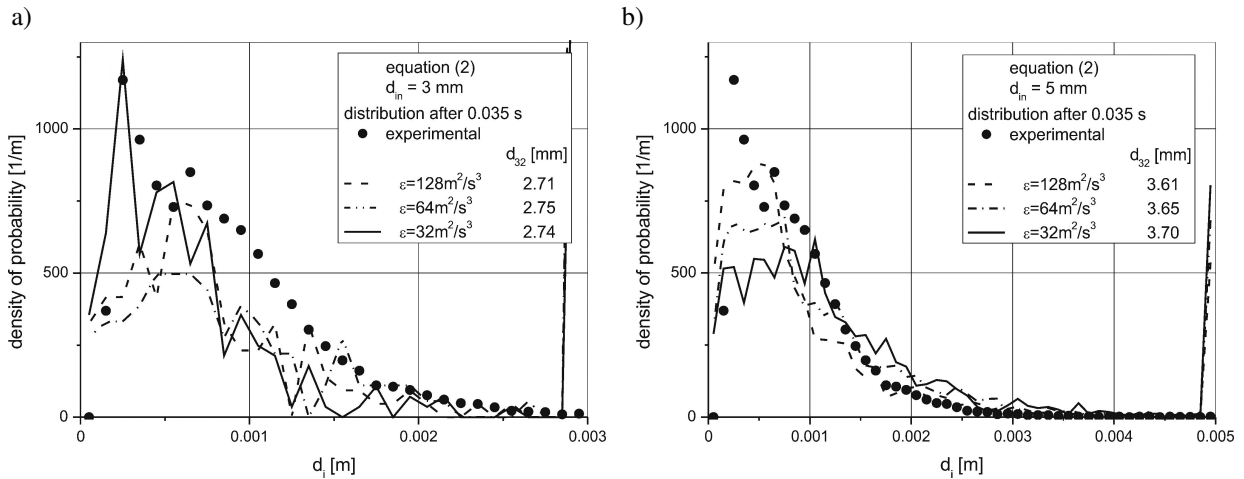 a)
equation (2)
d_in = 3 mm
distribution after 0.035 s
experimental
d_32 [mm]
ε=128m²/s³ 2.71
ε=64m²/s³ 2.75
ε=32m²/s³ 2.74
density of probability [1/m]
1000
500
0
0 0.001 0.002 0.003
d_i [m]
b)
equation (2)
d_in = 5 mm
distribution after 0.035 s
experimental
d_32 [mm]
ε=128m²/s³ 3.61
ε=64m²/s³ 3.65
ε=32m²/s³ 3.70
density of probability [1/m]
1000
500
0
0 0.001 0.002 0.003 0.004 0.005
d_i [m]